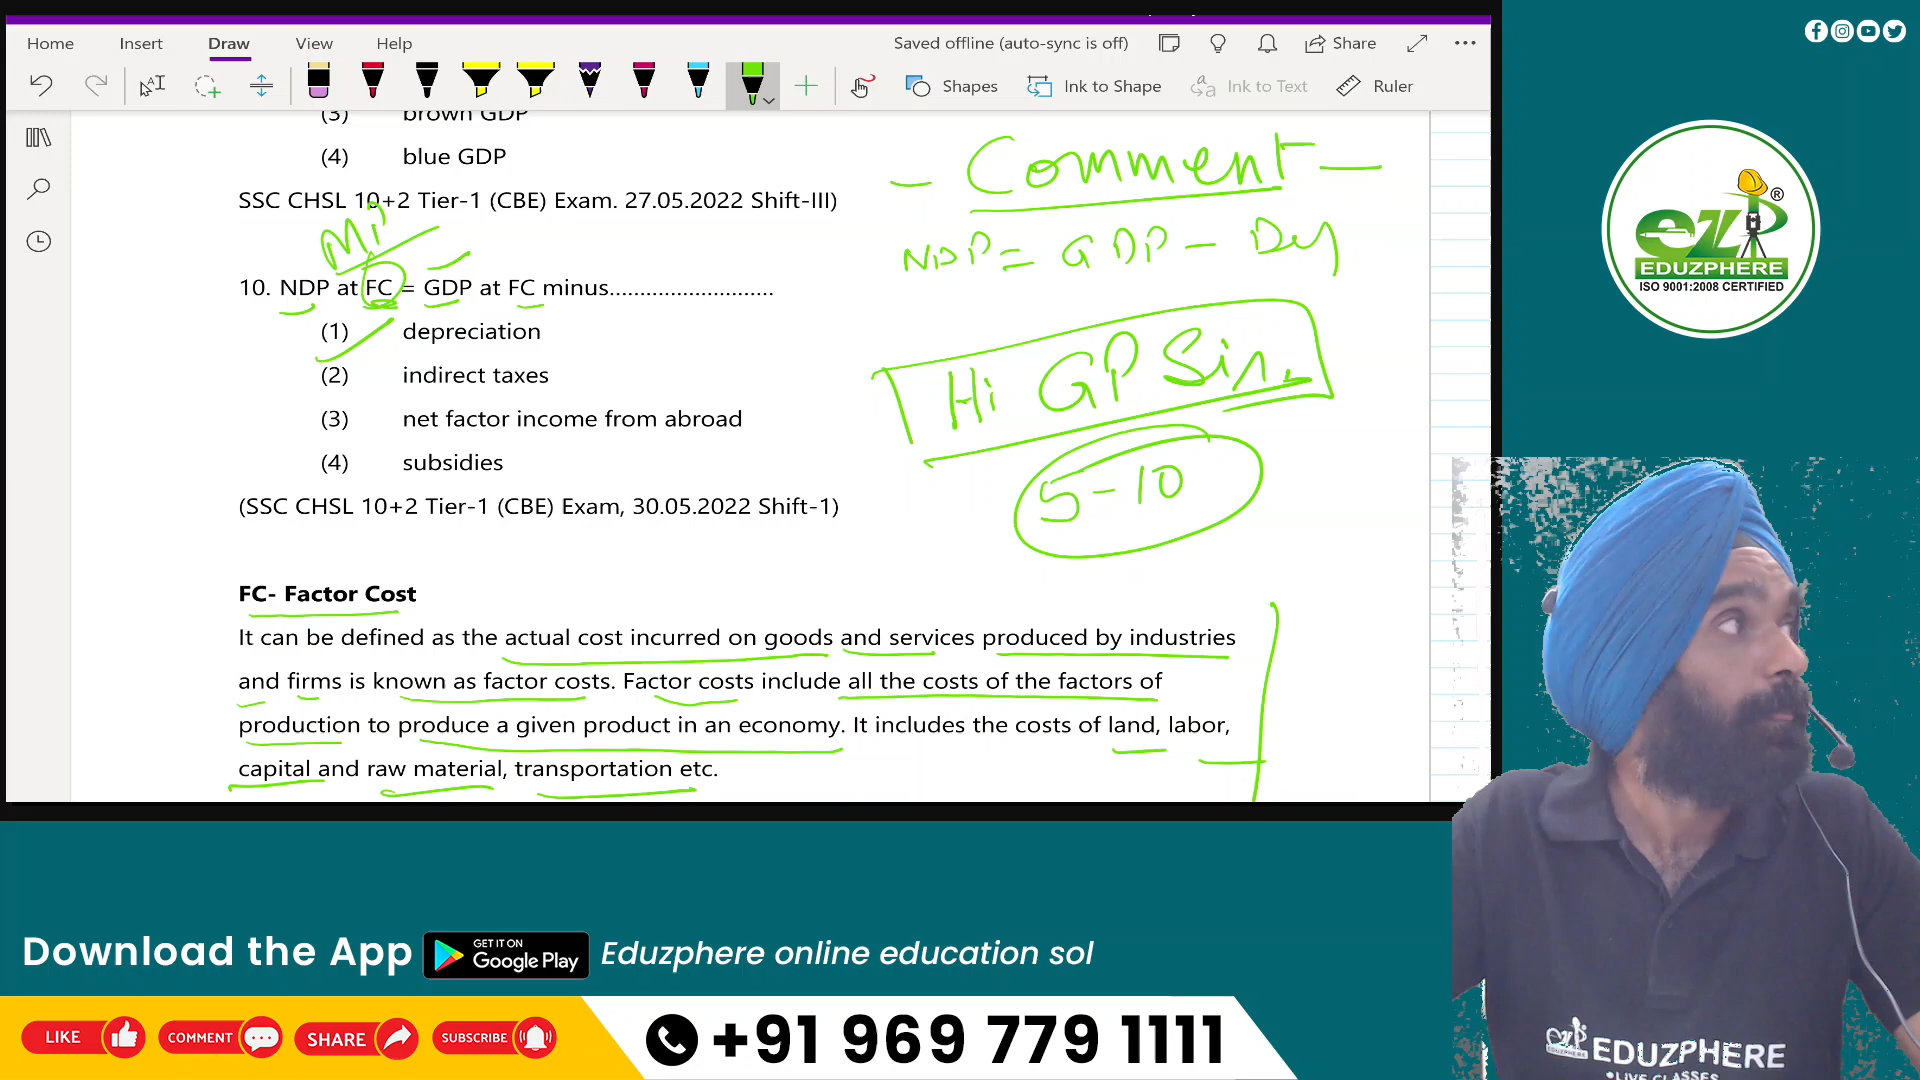 Home Insert Draw View Help Saved offline (auto-sync is off) Share
Shapes Ink to Shape Ink to Text Ruler
(3) brown GDP
(4) blue GDP
SSC CHSL 10+2 Tier-1 (CBE) Exam. 27.05.2022 Shift-III)
- Comment -
NDP = GDP - Dep
MP
10. NDP at FC = GDP at FC minus...........................
(1) depreciation
(2) indirect taxes
(3) net factor income from abroad
(4) subsidies
(SSC CHSL 10+2 Tier-1 (CBE) Exam, 30.05.2022 Shift-1)
Hi GP Sir
5-10
FC- Factor Cost
It can be defined as the actual cost incurred on goods and services produced by industries
and firms is known as factor costs. Factor costs include all the costs of the factors of
production to produce a given product in an economy. It includes the costs of land, labor,
capital and raw material, transportation etc.
ezp
®
EDUZPHERE
ISO 9001:2008 CERTIFIED
Download the App GET IT ON Google Play Eduzphere online education sol
LIKE COMMENT SHARE SUBSCRIBE +91 969 779 1111
ezp EDUZPHERE
•LIVE CLASSES